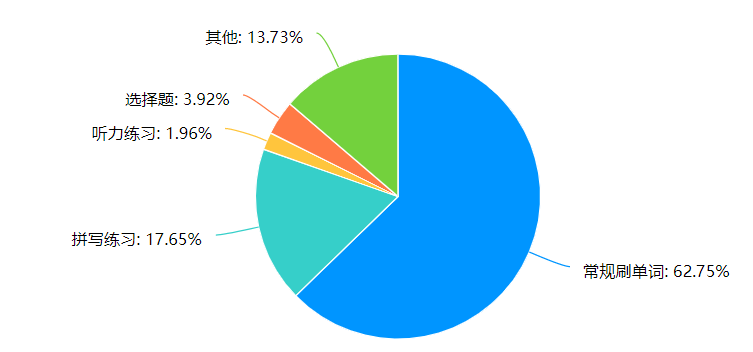 其他: 13.73%
选择题: 3.92%
听力练习: 1.96%
拼写练习: 17.65%
常规刷单词: 62.75%